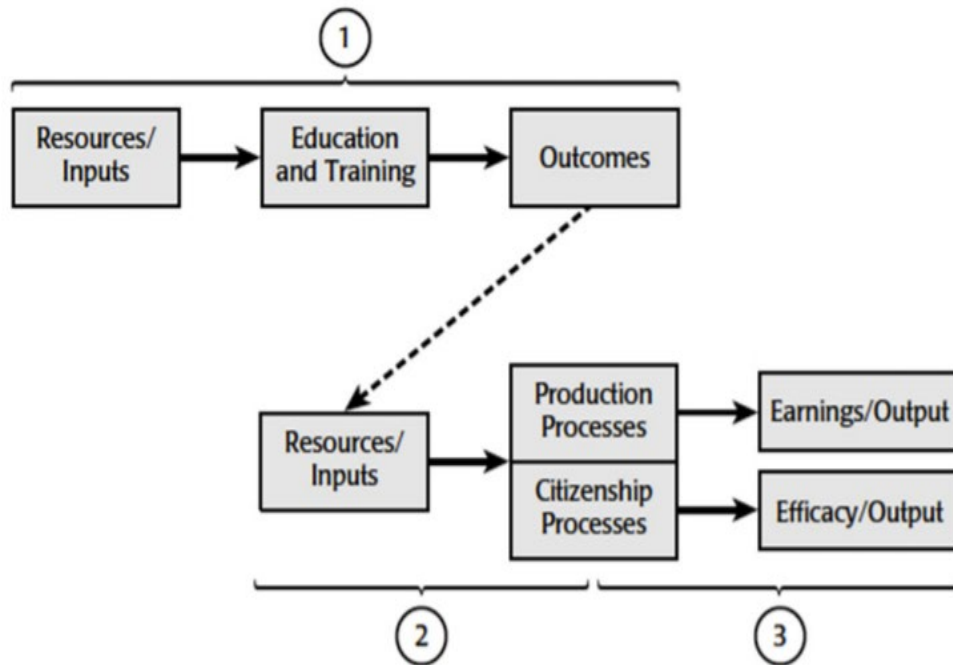 1
Resources/
Inputs
Education
and Training
Outcomes
Resources/
Inputs
Production
Processes
Earnings/Output
Citizenship
Processes
Efficacy/Output
2
3